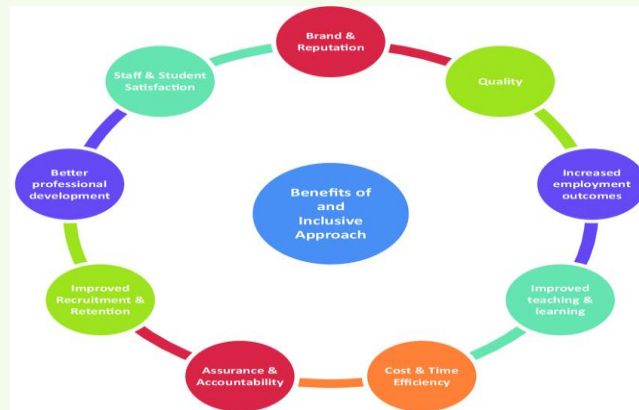 Brand &
Reputation
Quality
Increased
employment
outcomes
Improved
teaching &
learning
Cost & Time
Efficiency
Assurance &
Accountability
Improved
Recruitment &
Retention
Better
professional
development
Staff & Student
Satisfaction
Benefits of
and
Inclusive
Approach